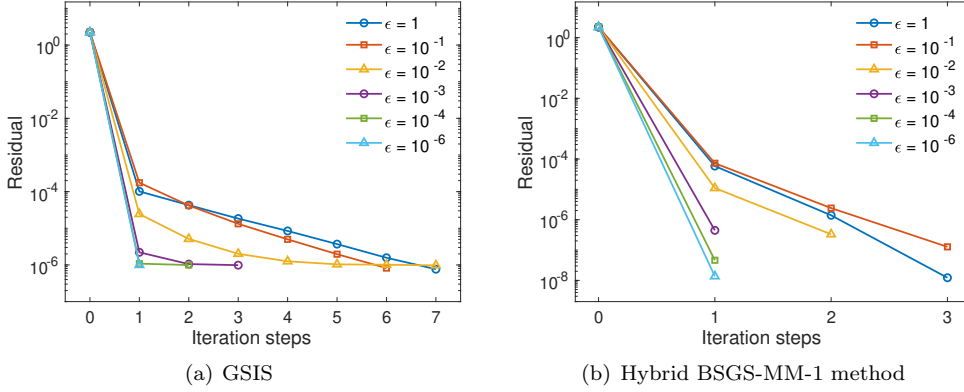 10^0
10^-2
10^-4
10^-6
Residual
0 1 2 3 4 5 6 7
Iteration steps
ϵ = 1
ϵ = 10^-1
ϵ = 10^-2
ϵ = 10^-3
ϵ = 10^-4
ϵ = 10^-6
(a) GSIS
10^0
10^-2
10^-4
10^-6
10^-8
Residual
0 1 2 3
Iteration steps
ϵ = 1
ϵ = 10^-1
ϵ = 10^-2
ϵ = 10^-3
ϵ = 10^-4
ϵ = 10^-6
(b) Hybrid BSGS-MM-1 method